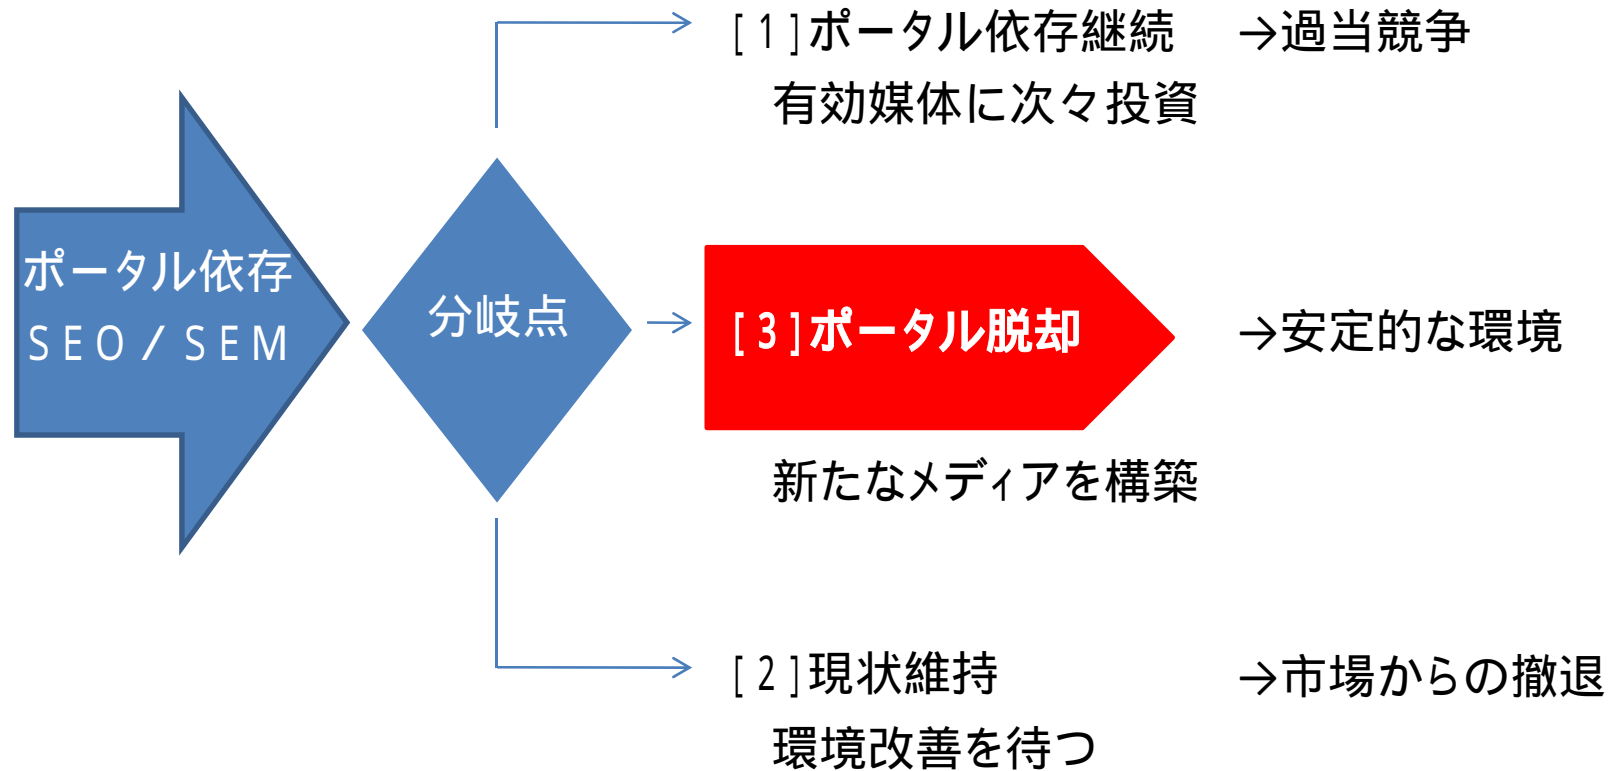 [1]ポータル依存継続 →過当競争
有効媒体に次々投資
ポータル依存
SEO/SEM
分岐点
[3]ポータル脱却 →安定的な環境
新たなメディアを構築
[2]現状維持 →市場からの撤退
環境改善を待つ